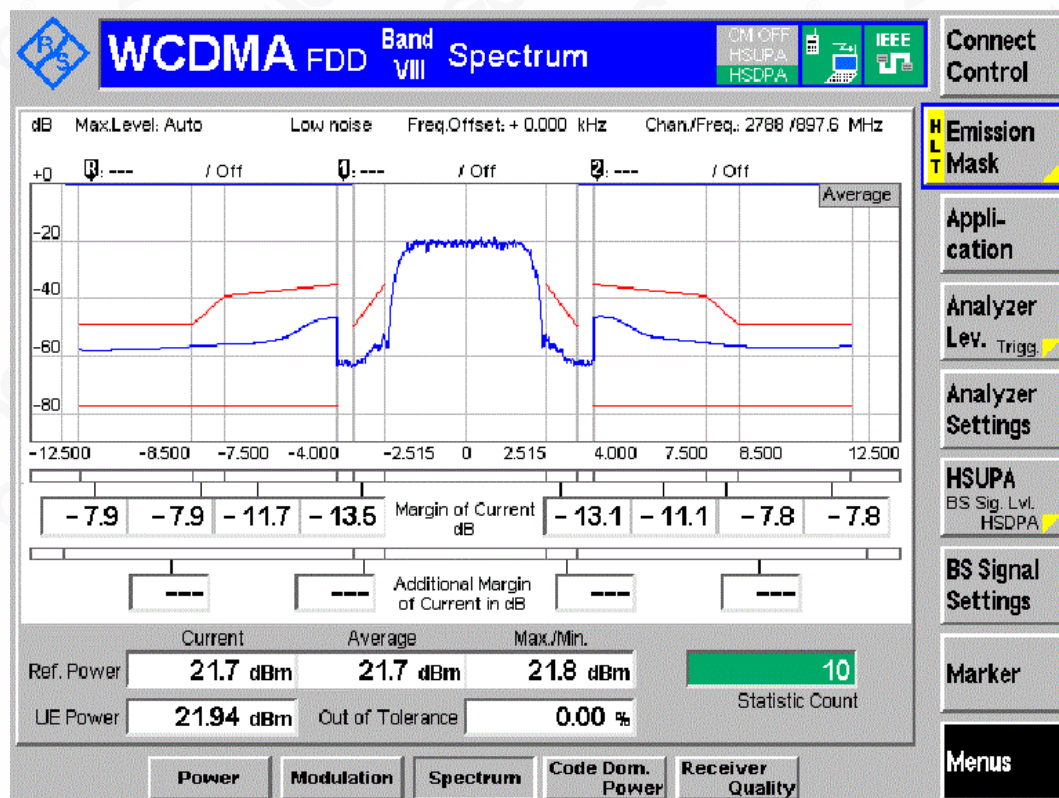 R&S
WCDMA FDD Band VIII Spectrum
CM OFF
HSUPA
HSDPA
IEEE
Connect Control
dB Max.Level: Auto Low noise Freq.Offset: + 0.000 kHz Chan./Freq.: 2788 /897.6 MHz
HLT Emission Mask
+0 R: --- / Off 1: --- / Off 2: --- / Off
Average
-20
-40
-60
-80
Appli-
cation
Analyzer
Lev. Trigg.
Analyzer
Settings
-12.500 -8.500 -7.500 -4.000 -2.515 0 2.515 4.000 7.500 8.500 12.500
HSUPA
BS Sig. Lvl.
HSDPA
- 7.9 - 7.9 - 11.7 - 13.5 Margin of Current dB - 13.1 - 11.1 - 7.8 - 7.8
--- --- Additional Margin of Current in dB --- ---
BS Signal
Settings
Current Average Max./Min.
Ref. Power 21.7 dBm 21.7 dBm 21.8 dBm 10
Statistic Count
UE Power 21.94 dBm Out of Tolerance 0.00 %
Marker
Menus
Power Modulation Spectrum Code Dom. Power Receiver Quality